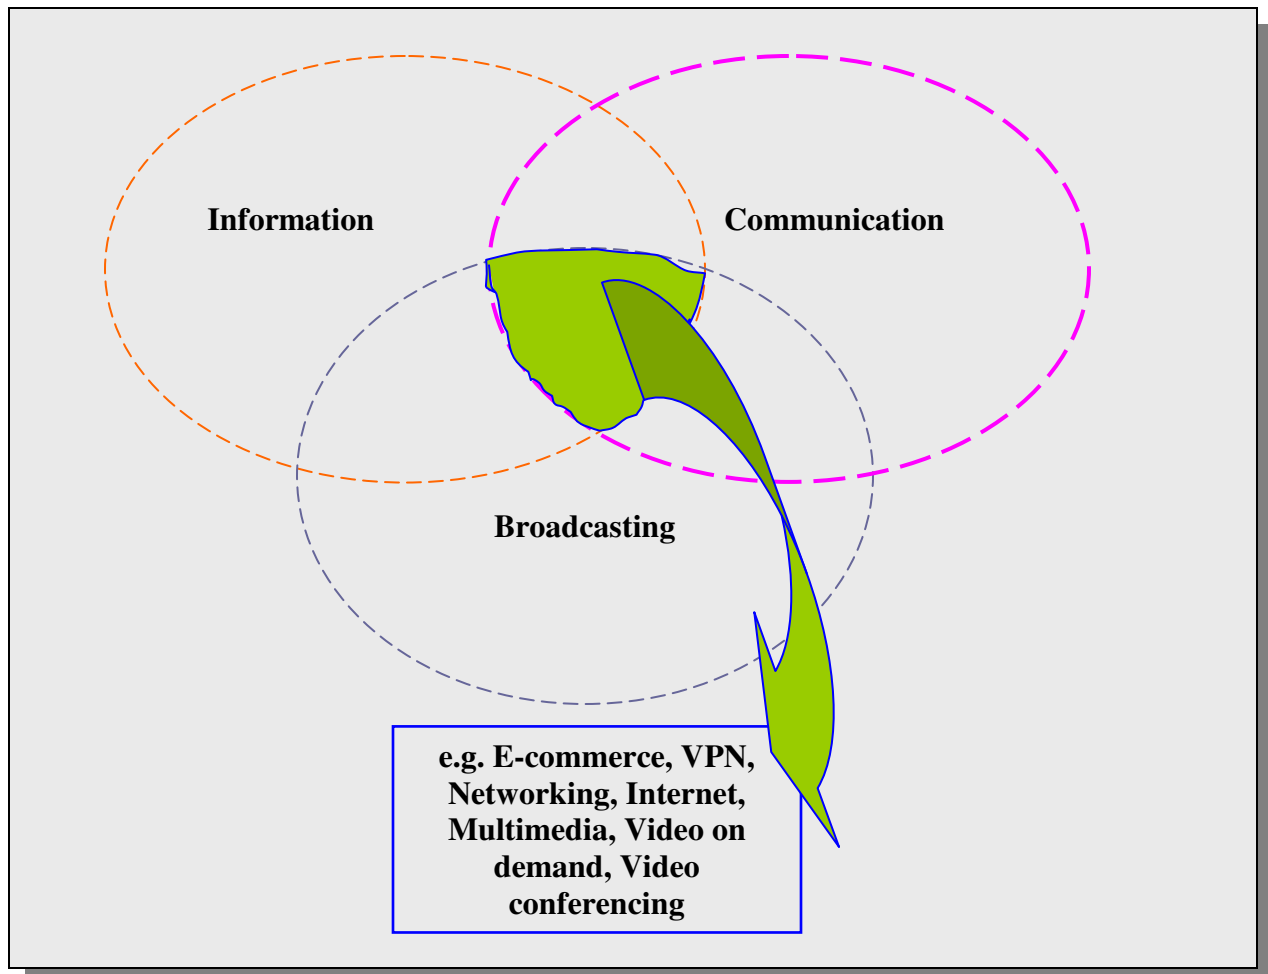 Information
Communication
Broadcasting
e.g. E-commerce, VPN,
Networking, Internet,
Multimedia, Video on
demand, Video
conferencing